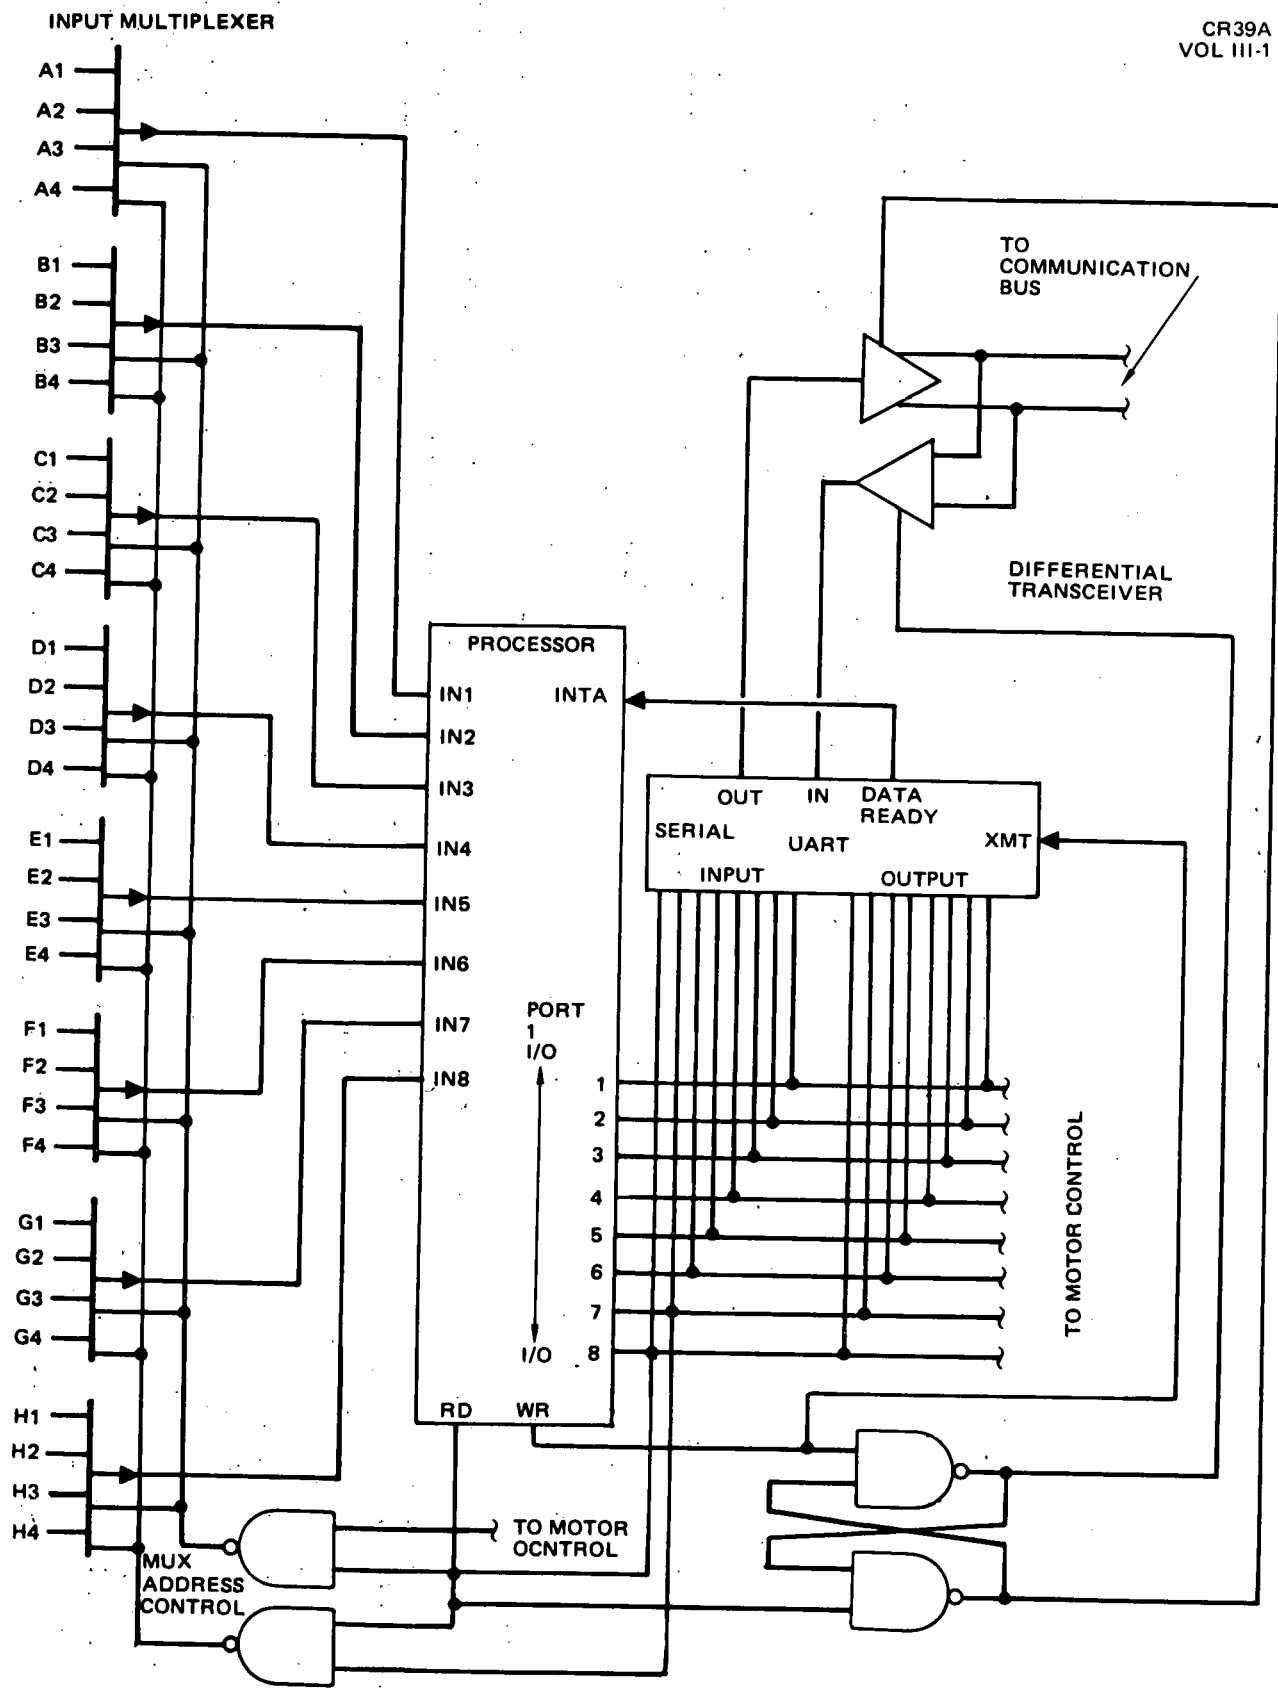 INPUT MULTIPLEXER
CR39A
VOL III-1
A1
A2
A3
A4
B1
B2
B3
B4
C1
C2
C3
C4
D1
D2
D3
D4
E1
E2
E3
E4
F1
F2
F3
F4
G1
G2
G3
G4
H1
H2
H3
H4
MUX
ADDRESS
CONTROL
TO
COMMUNICATION
BUS
DIFFERENTIAL
TRANSCEIVER
PROCESSOR
IN1
IN2
IN3
IN4
IN5
IN6
IN7
IN8
INTA
PORT
1
I/O
I/O
1
2
3
4
5
6
7
8
RD
WR
OUT
IN
DATA
READY
SERIAL
UART
XMT
INPUT
OUTPUT
TO MOTOR CONTROL
TO MOTOR
OCNTROL